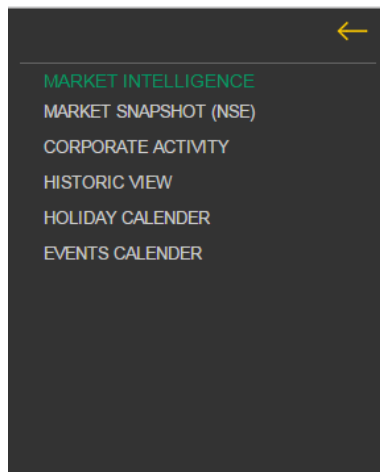 MARKET INTELLIGENCE
MARKET SNAPSHOT (NSE)
CORPORATE ACTIVITY
HISTORIC VIEW
HOLIDAY CALENDER
EVENTS CALENDER